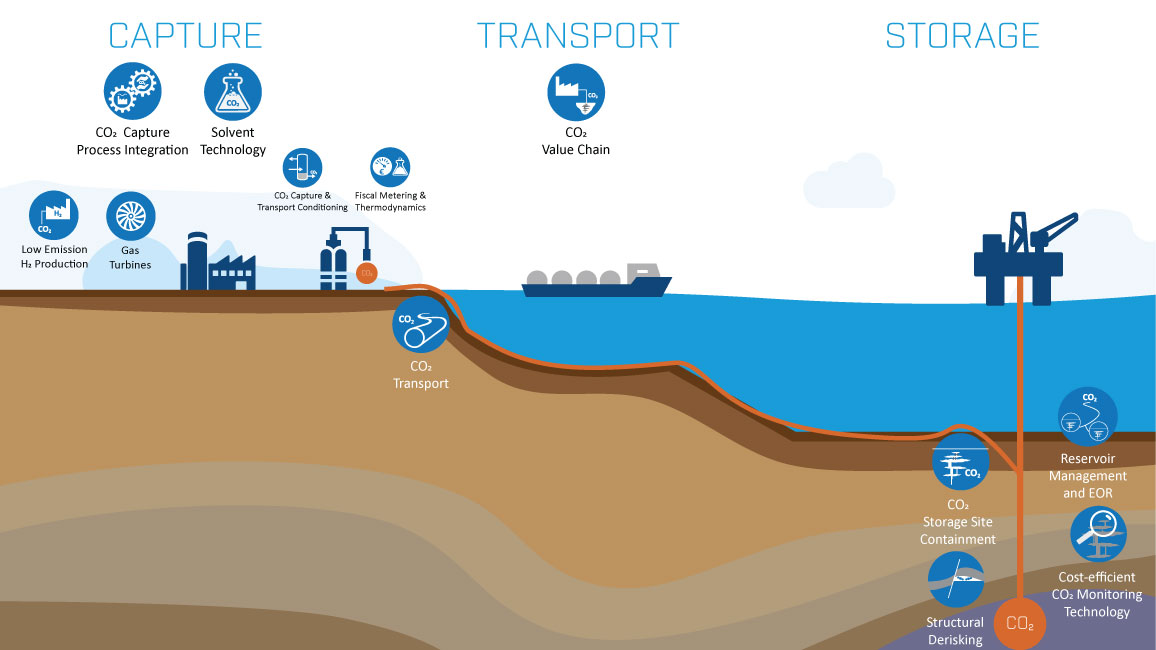 CAPTURE
TRANSPORT
STORAGE
CO₂
CO₂
CO₂ Capture
Process Integration
Solvent
Technology
CO₂
Value Chain
CO₂ Capture &
Transport Conditioning
Fiscal Metering &
Thermodynamics
H₂
CO₂
Low Emission
H₂ Production
Gas
Turbines
CO₂
CO₂
CO₂
Transport
CO₂
Reservoir
Management
and EOR
CO₂
CO₂
Storage Site
Containment
Cost-efficient
CO₂ Monitoring
Technology
Structural
Derisking
CO₂